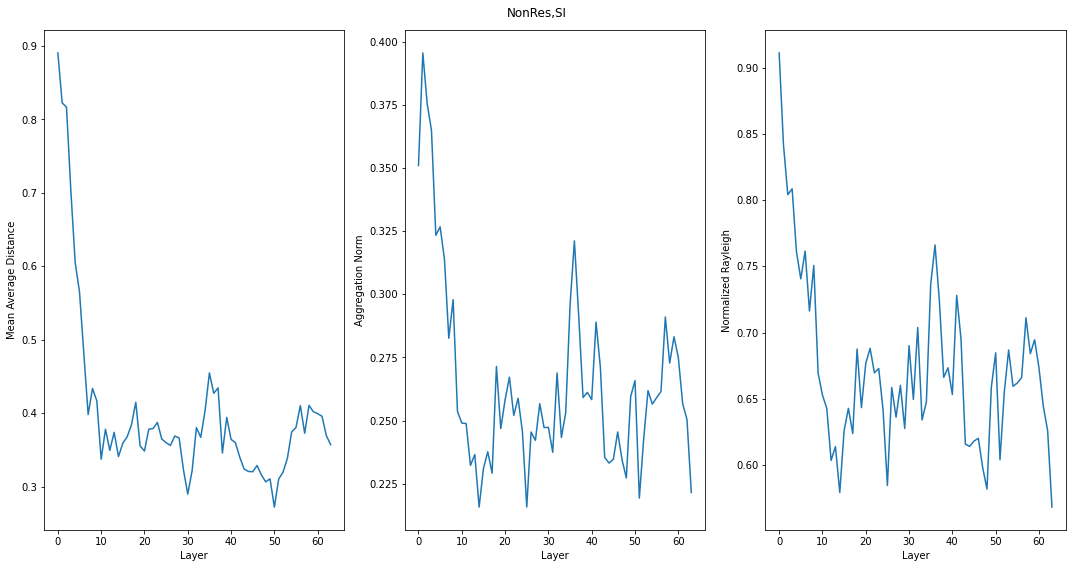 NonRes,SI
Mean Average Distance
0.9
0.8
0.7
0.6
0.5
0.4
0.3
0 10 20 30 40 50 60
Layer
Aggregation Norm
0.400
0.375
0.350
0.325
0.300
0.275
0.250
0.225
0 10 20 30 40 50 60
Layer
Normalized Rayleigh
0.90
0.85
0.80
0.75
0.70
0.65
0.60
0 10 20 30 40 50 60
Layer